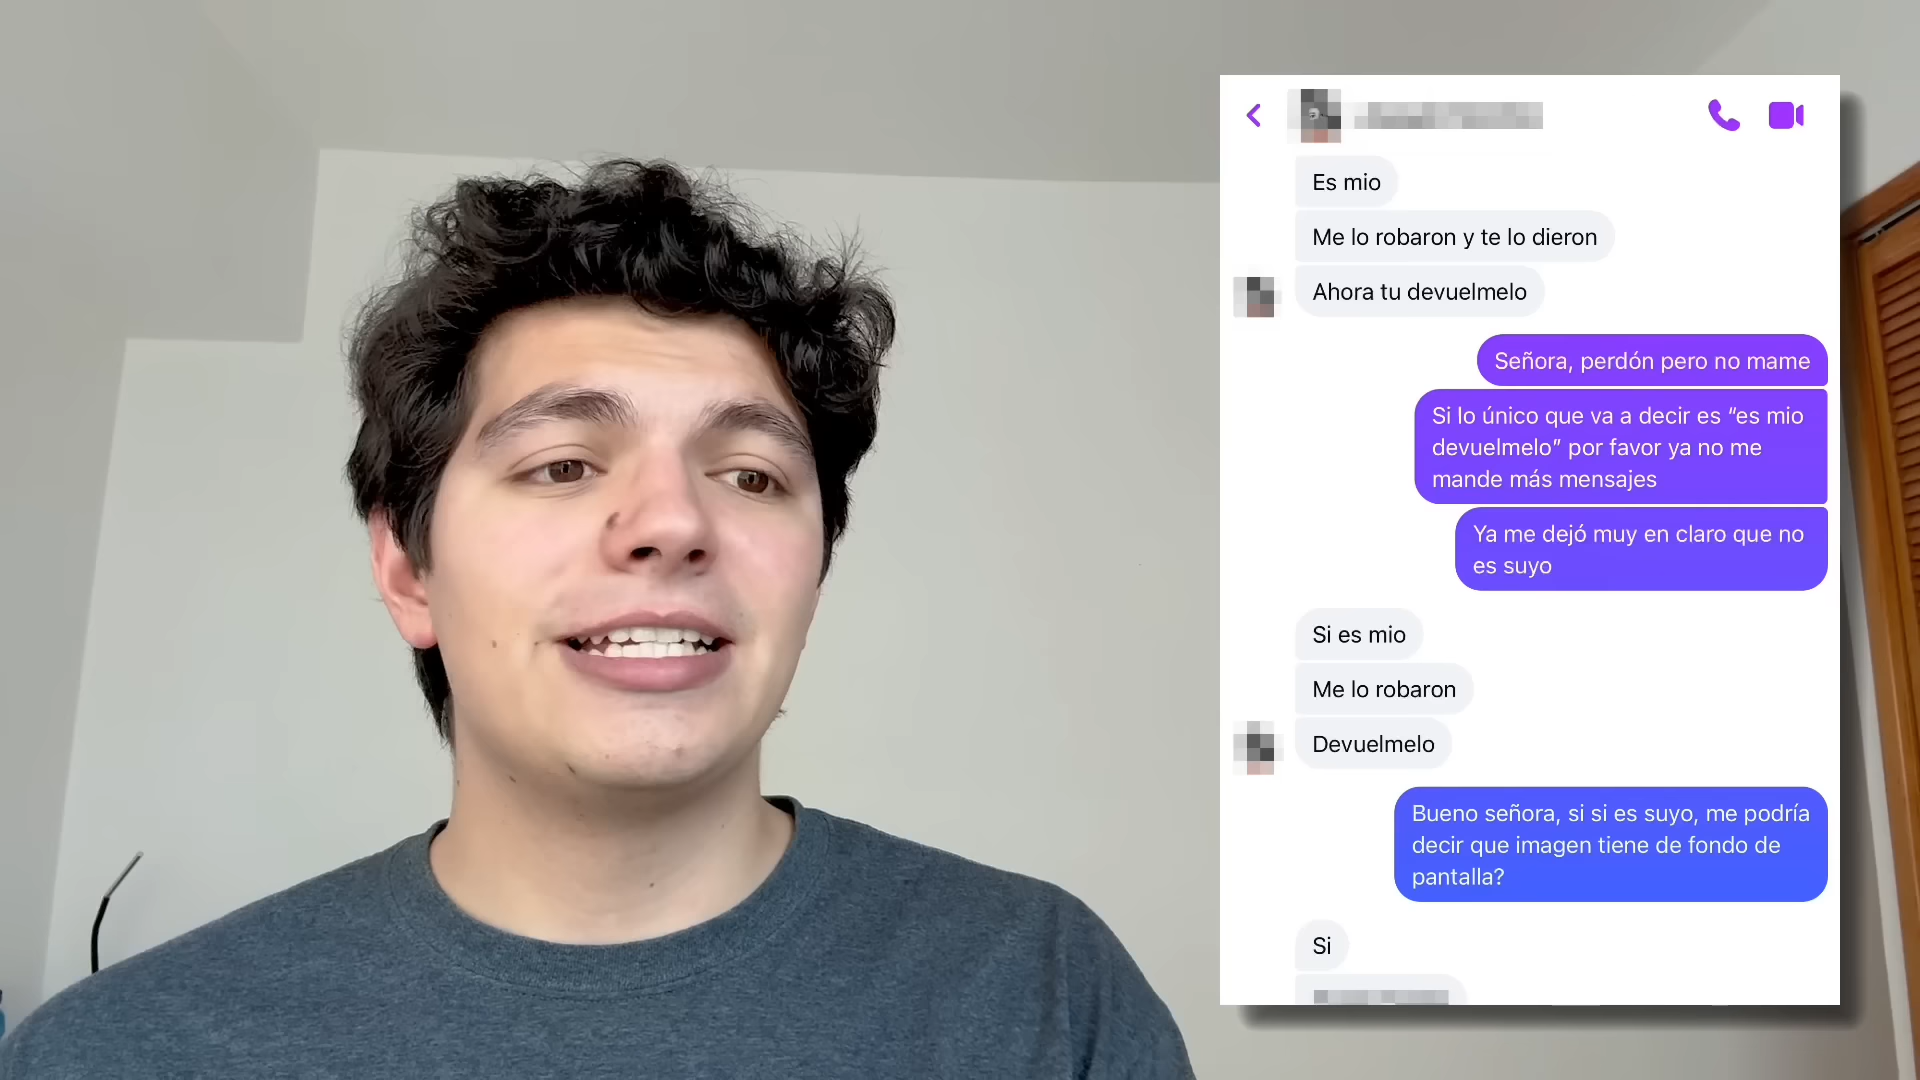 Es mio
Me lo robaron y te lo dieron
Ahora tu devuelmelo
Señora, perdón pero no mame
Si lo único que va a decir es “es mio
devuelmelo” por favor ya no me
mande más mensajes
Ya me dejó muy en claro que no
es suyo
Si es mio
Me lo robaron
Devuelmelo
Bueno señora, si si es suyo, me podría
decir que imagen tiene de fondo de
pantalla?
Si